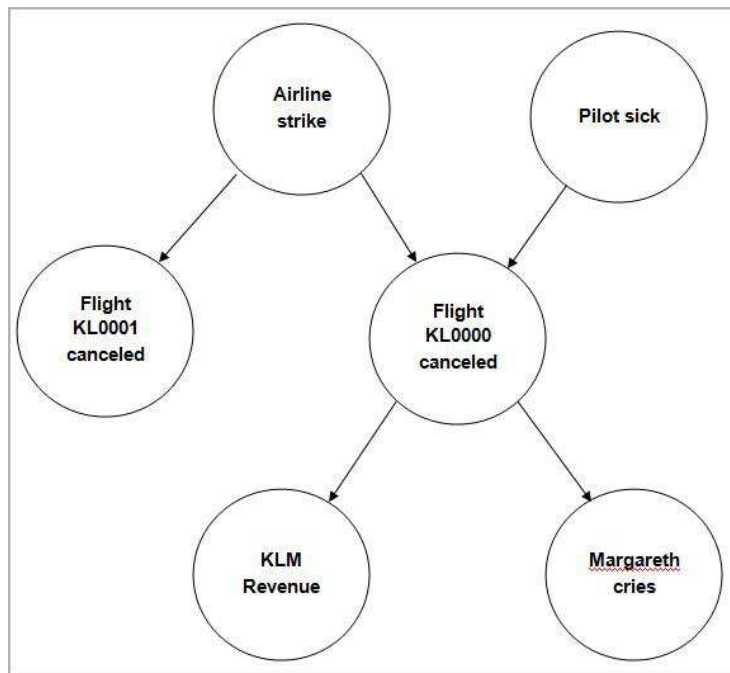 Airline
strike
Pilot sick
Flight
KL0001
canceled
Flight
KL0000
canceled
KLM
Revenue
Margareth
cries